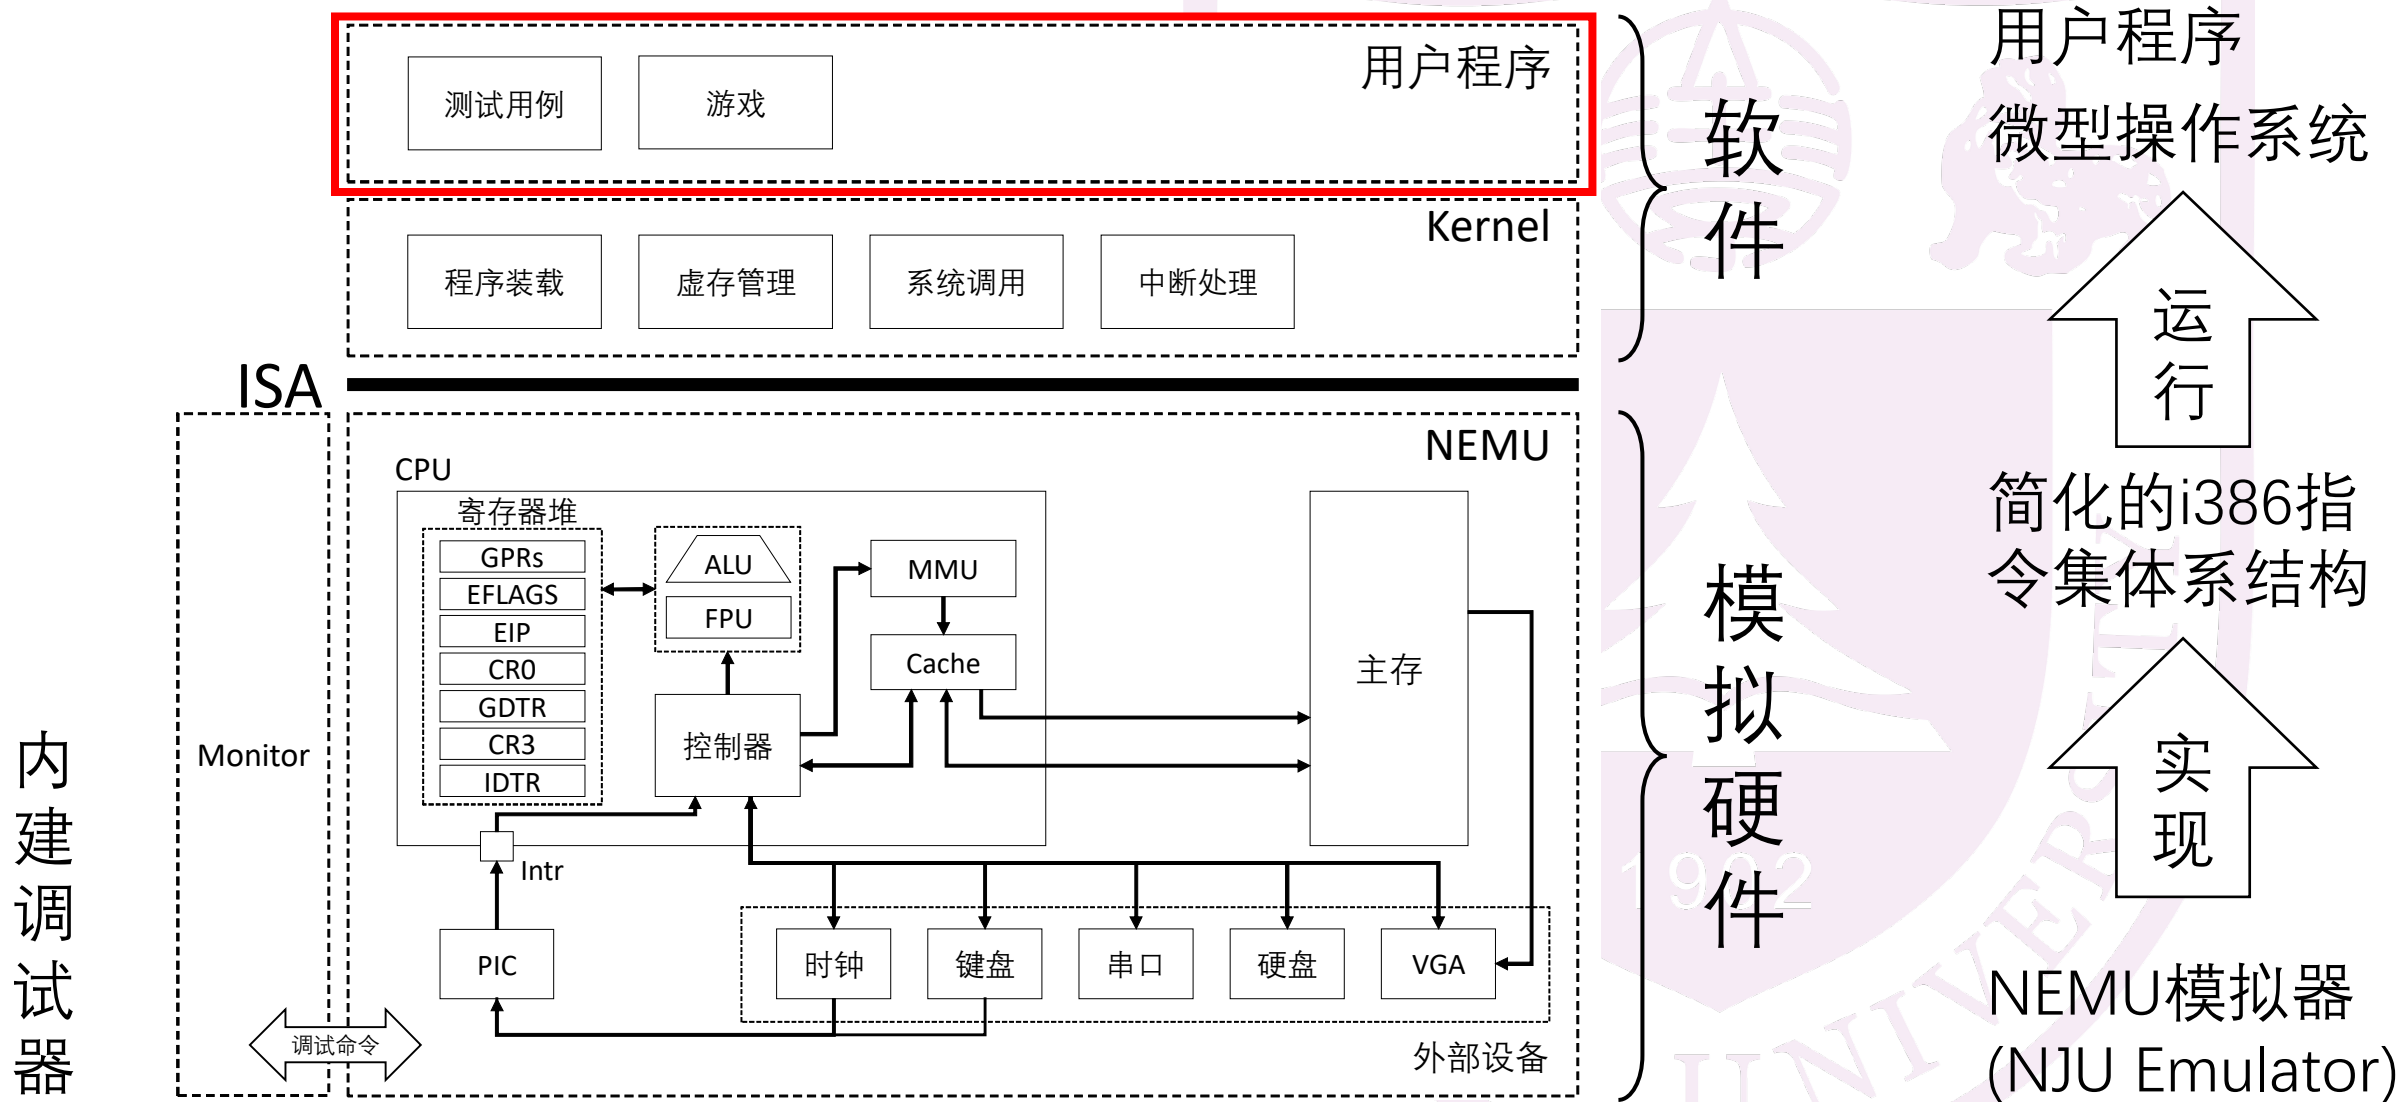 用户程序
测试用例
游戏
Kernel
程序装载
虚存管理
系统调用
中断处理
ISA
NEMU
CPU
寄存器堆
GPRs
EFLAGS
EIP
CR0
GDTR
CR3
IDTR
ALU
FPU
控制器
MMU
Cache
主存
Intr
PIC
时钟
键盘
串口
硬盘
VGA
外部设备
Monitor
调试命令
内建调试器
软件
模拟硬件
用户程序
微型操作系统
运行
简化的i386指
令集体系结构
实现
NEMU模拟器
(NJU Emulator)
1902
UNIVERSITY